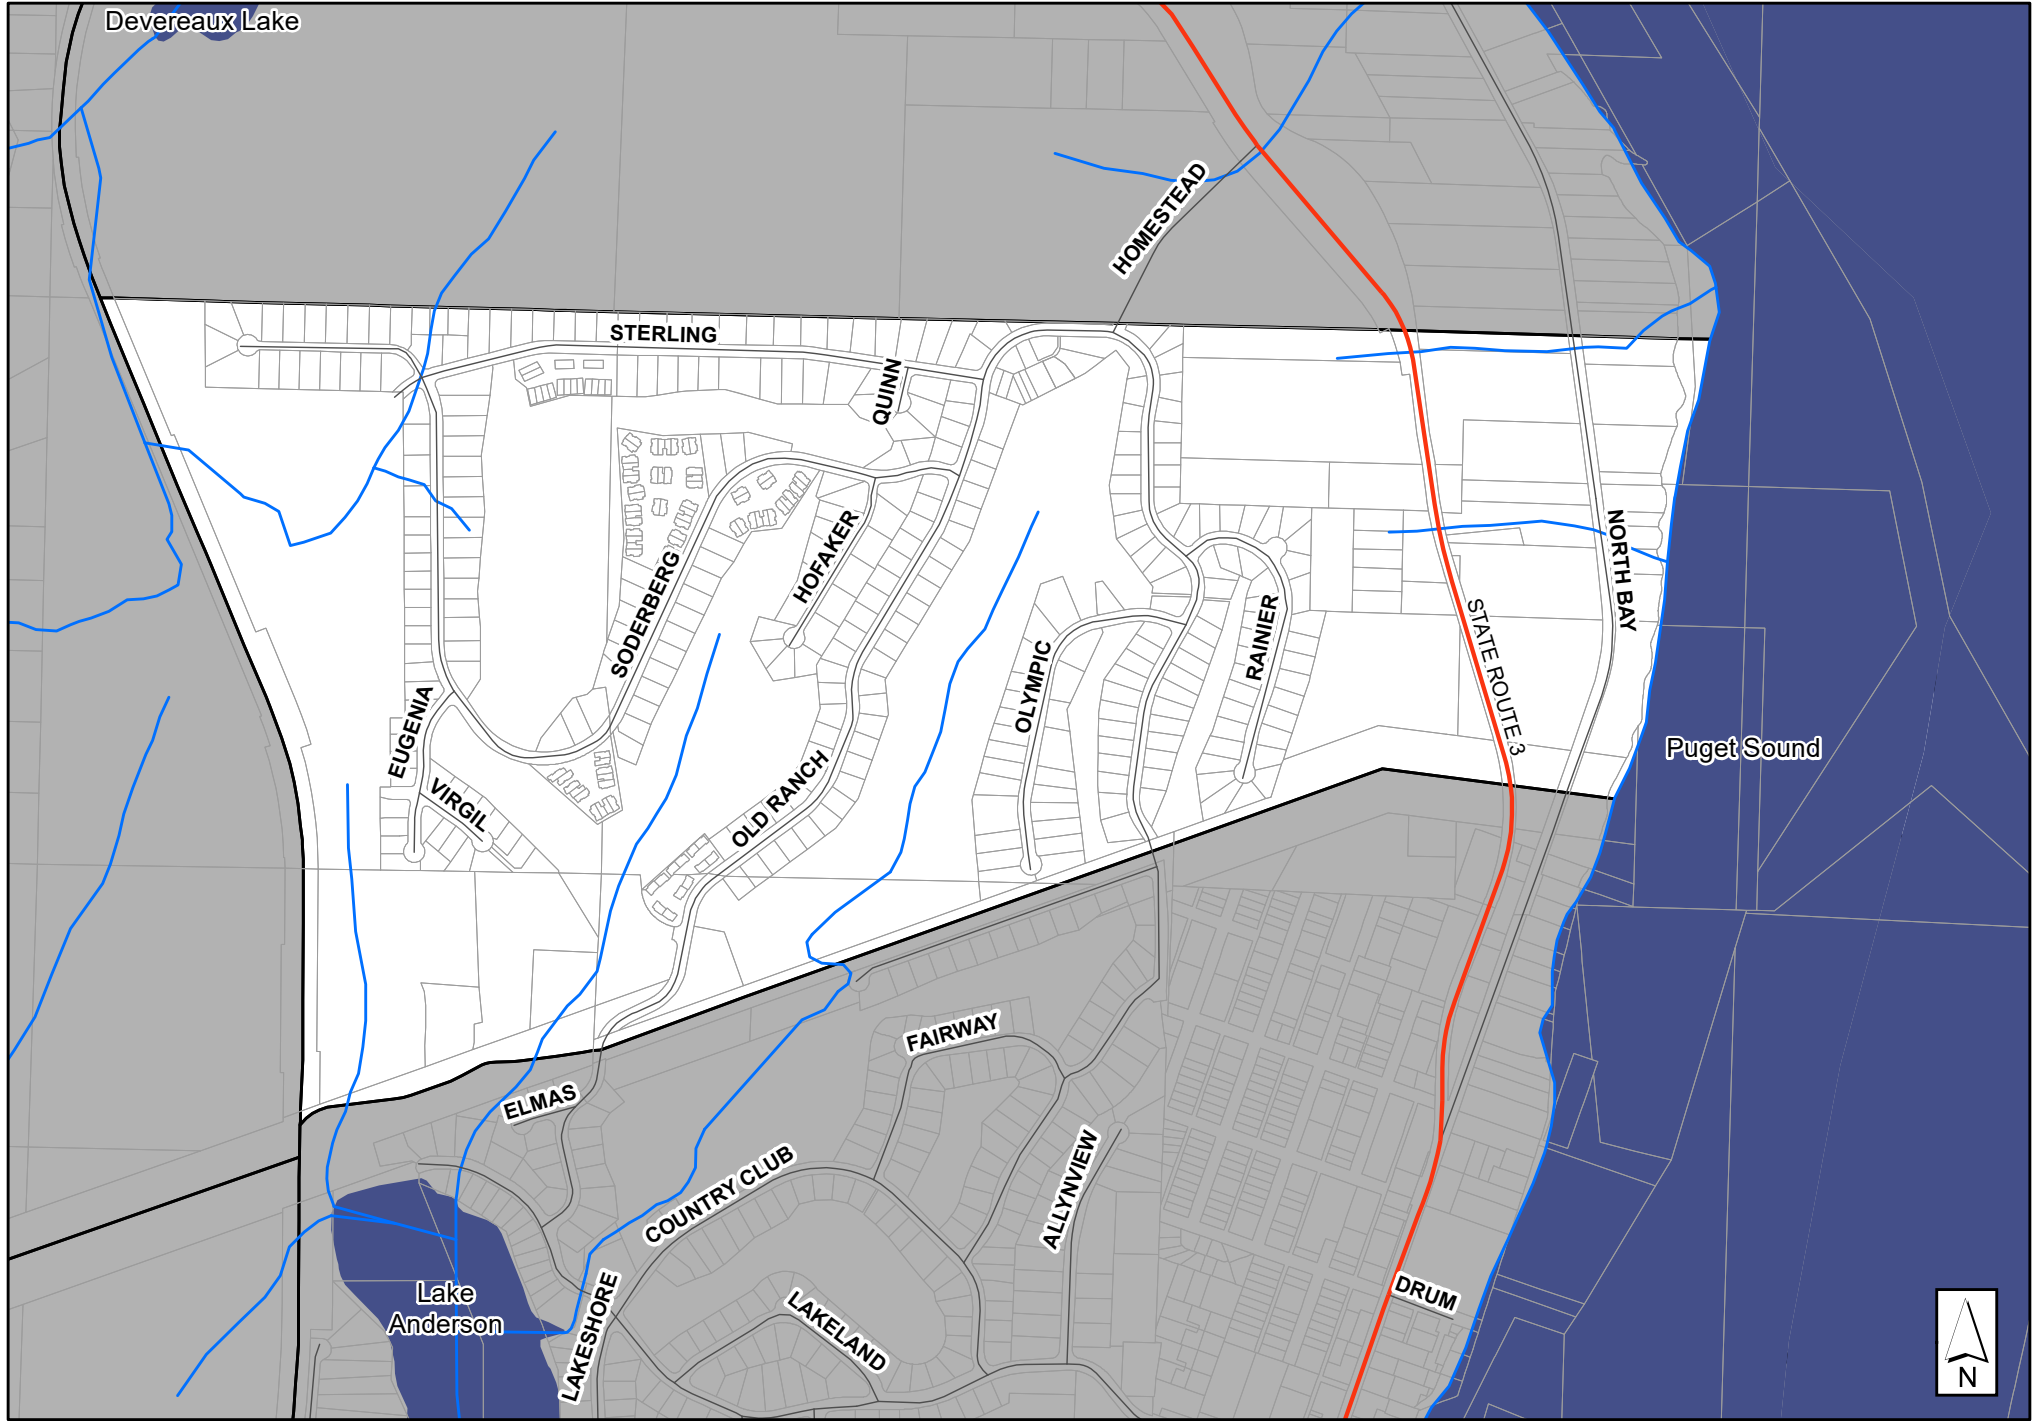 Devereaux Lake
HOMESTEAD
STERLING
QUINN
NORTH BAY
HOFAKER
SODERBERG
RAINIER
STATE ROUTE 3
OLYMPIC
EUGENIA
Puget Sound
VIRGIL
OLD RANCH
FAIRWAY
ELMAS
ALLYNVIEW
COUNTRY CLUB
LAKESHORE
Lake
Anderson
LAKELAND
DRUM
N